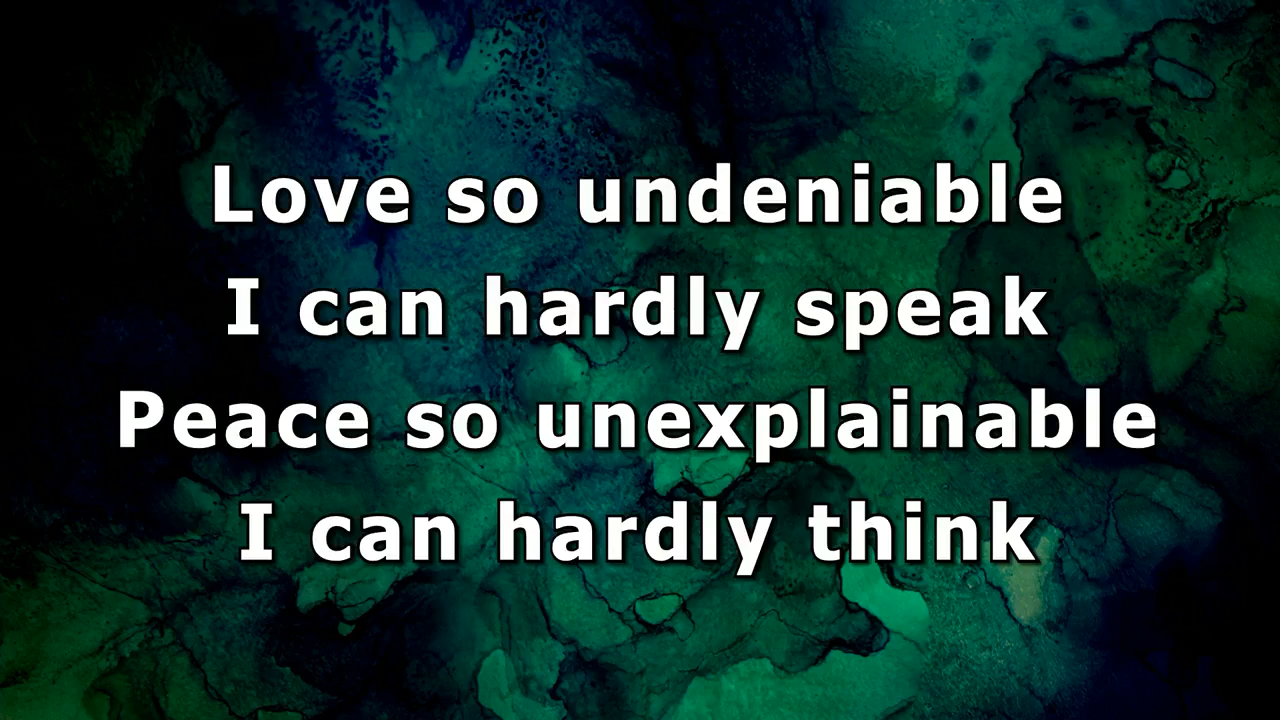 Love so undeniable
I can hardly speak
Peace so unexplainable
I can hardly think